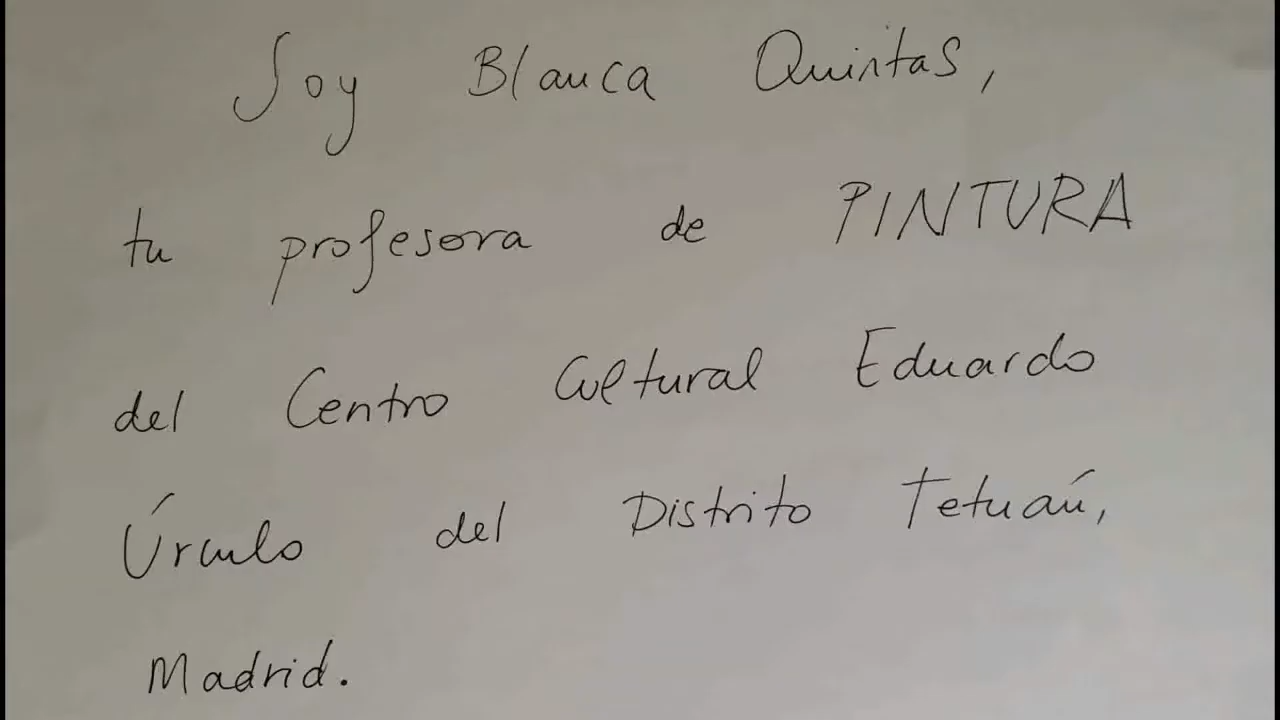 Soy Blanca Quintas,
tu profesora de PINTURA
del Centro Cultural Eduardo
Úrculo del Distrito Tetuán,
Madrid.